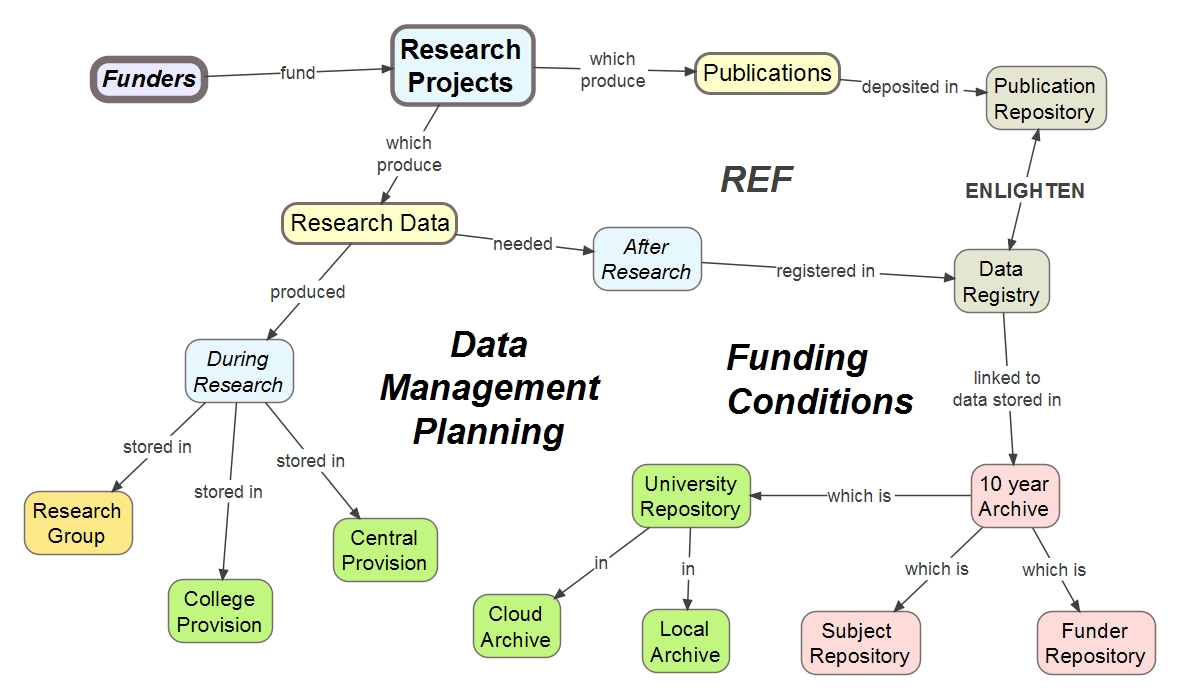 Funders
fund
Research
Projects
which
produce
Publications
deposited in
Publication
Repository
which
produce
REF
ENLIGHTEN
Research Data
needed
After
Research
registered in
Data
Registry
produced
During
Research
Data
Management
Planning
Funding
Conditions
linked to
data stored in
stored in
stored in
stored in
Research
Group
College
Provision
Central
Provision
University
Repository
which is
10 year
Archive
in
in
which is
which is
Cloud
Archive
Local
Archive
Subject
Repository
Funder
Repository